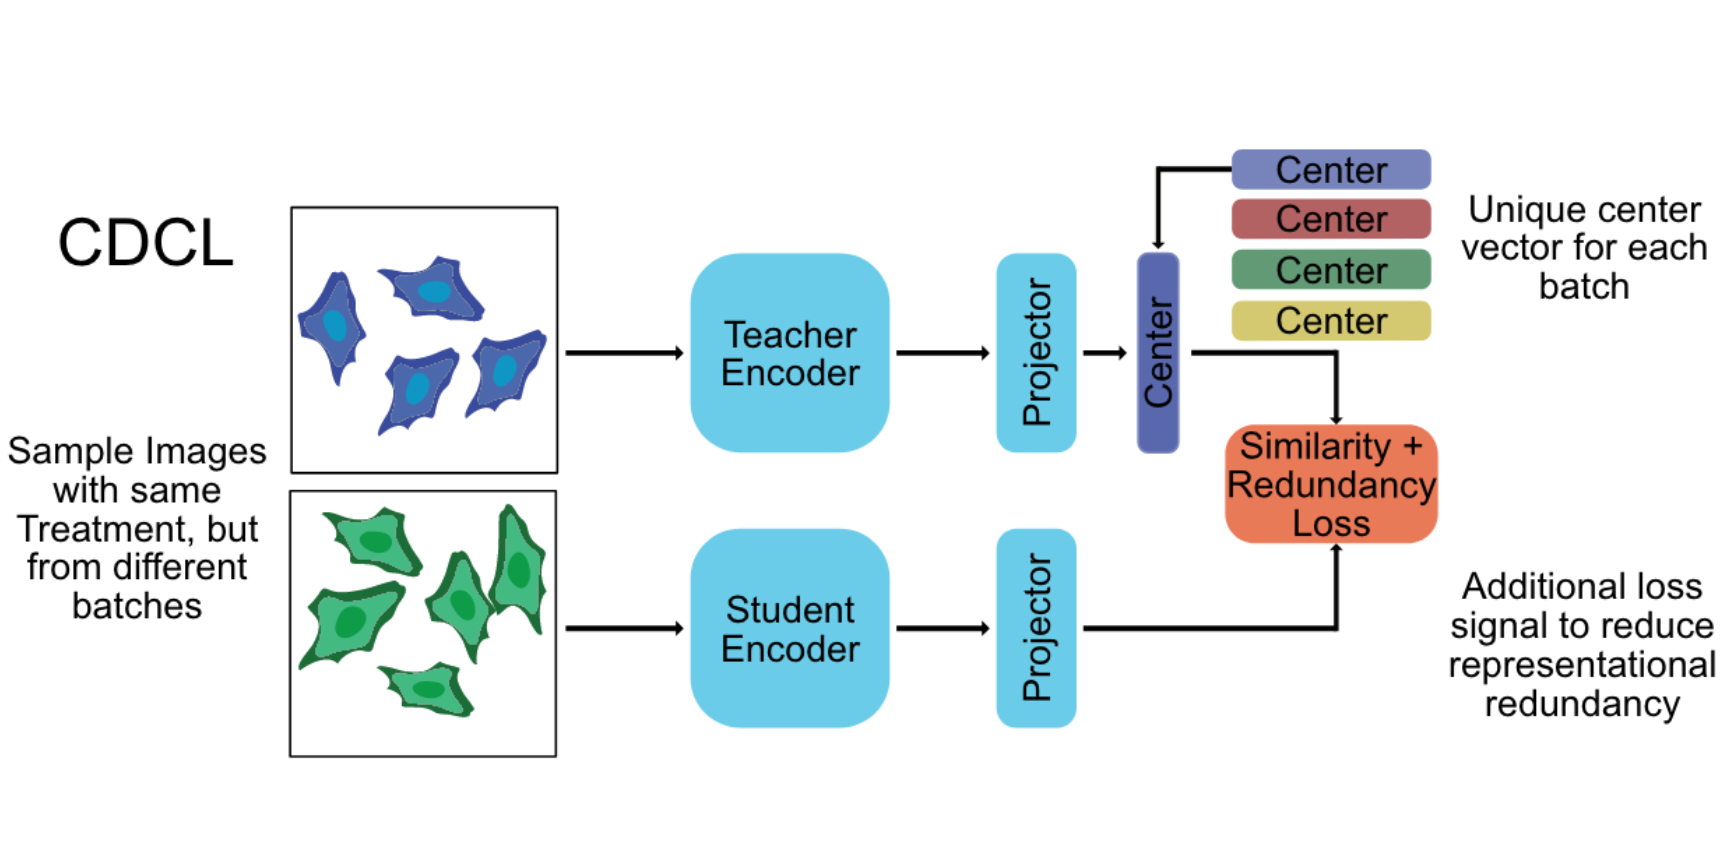 CDCL
Sample Images
with same
Treatment, but
from different
batches
Teacher
Encoder
Projector
Center
Center
Center
Center
Center
Unique center
vector for each
batch
Similarity +
Redundancy
Loss
Student
Encoder
Projector
Additional loss
signal to reduce
representational
redundancy